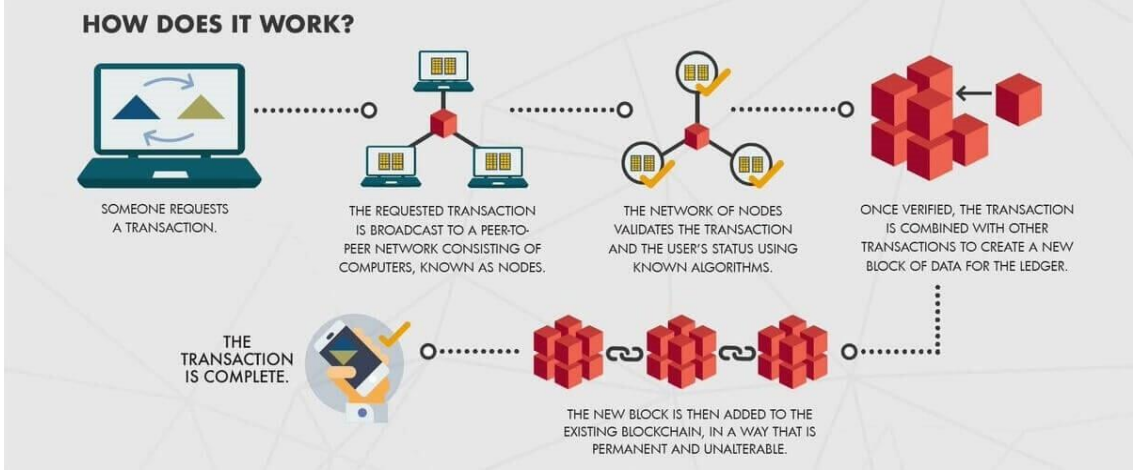 HOW DOES IT WORK?
SOMEONE REQUESTS
A TRANSACTION.
THE REQUESTED TRANSACTION
IS BROADCAST TO A PEER-TO-
PEER NETWORK CONSISTING OF
COMPUTERS, KNOWN AS NODES.
THE NETWORK OF NODES
VALIDATES THE TRANSACTION
AND THE USER'S STATUS USING
KNOWN ALGORITHMS.
ONCE VERIFIED, THE TRANSACTION
IS COMBINED WITH OTHER
TRANSACTIONS TO CREATE A NEW
BLOCK OF DATA FOR THE LEDGER.
THE NEW BLOCK IS THEN ADDED TO THE
EXISTING BLOCKCHAIN, IN A WAY THAT IS
PERMANENT AND UNALTERABLE.
THE
TRANSACTION
IS COMPLETE.